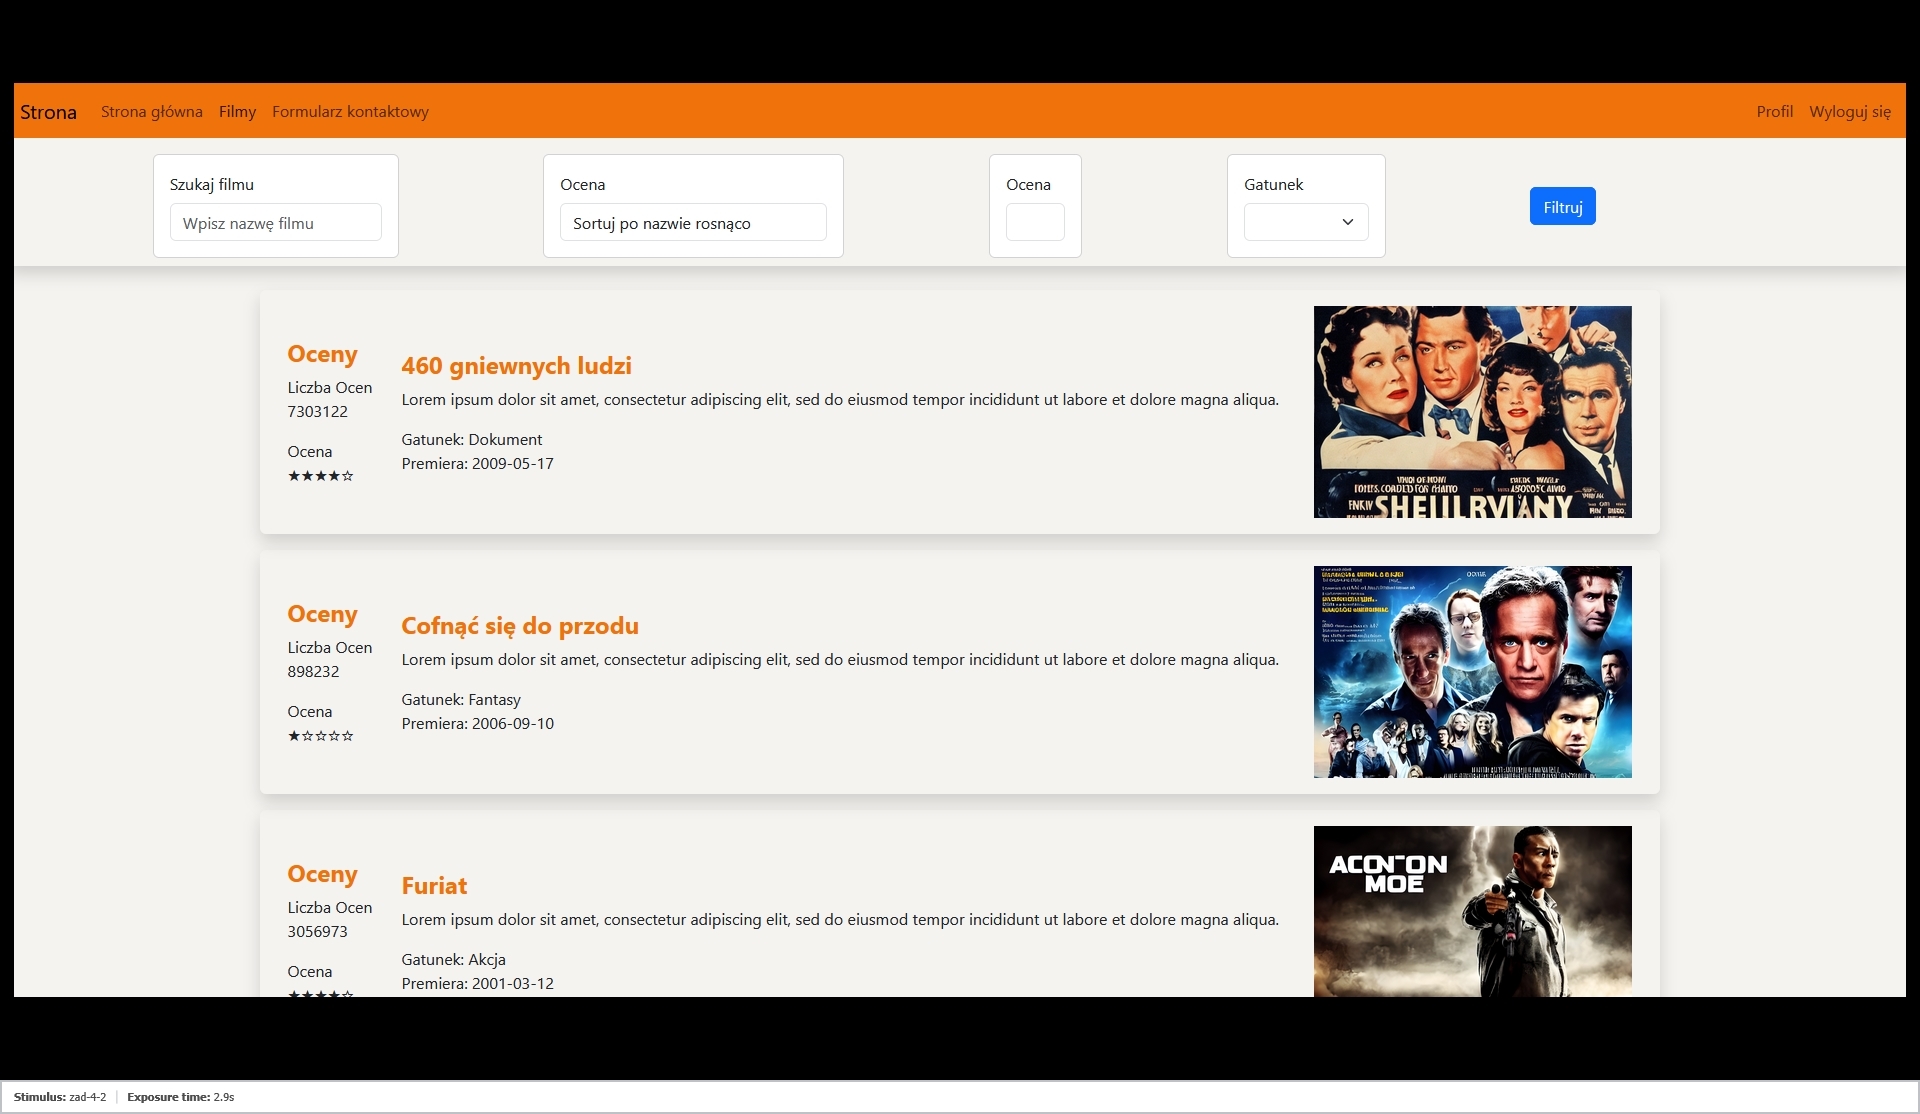 Strona Strona główna Filmy Formularz kontaktowy Profil Wyloguj się
Szukaj filmu
Wpisz nazwę filmu
Ocena
Sortuj po nazwie rosnąco
Ocena
Gatunek
Filtruj
Oceny
Liczba Ocen
7303122
Ocena
★★★★☆
460 gniewnych ludzi
Lorem ipsum dolor sit amet, consectetur adipiscing elit, sed do eiusmod tempor incididunt ut labore et dolore magna aliqua.
Gatunek: Dokument
Premiera: 2009-05-17
Oceny
Liczba Ocen
898232
Ocena
★☆☆☆☆
Cofnąć się do przodu
Lorem ipsum dolor sit amet, consectetur adipiscing elit, sed do eiusmod tempor incididunt ut labore et dolore magna aliqua.
Gatunek: Fantasy
Premiera: 2006-09-10
Oceny
Liczba Ocen
3056973
Ocena
★★★★☆
Furiat
Lorem ipsum dolor sit amet, consectetur adipiscing elit, sed do eiusmod tempor incididunt ut labore et dolore magna aliqua.
Gatunek: Akcja
Premiera: 2001-03-12
ACON-ON
MOE
Stimulus: zad-4-2 | Exposure time: 2.9s